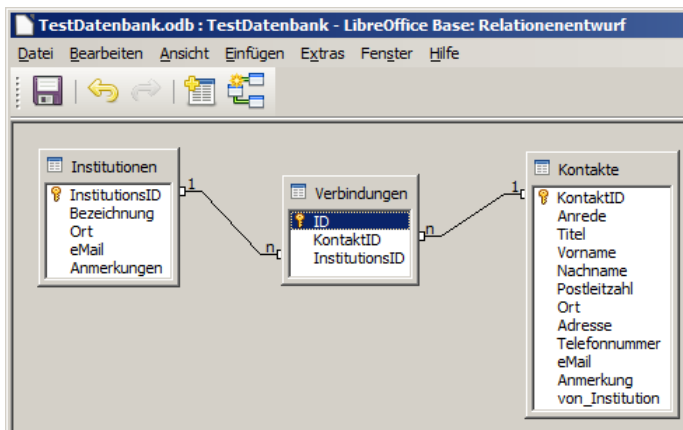 TestDatenbank.odb : TestDatenbank - LibreOffice Base: Relationenentwurf
Datei Bearbeiten Ansicht Einfügen Extras Fenster Hilfe
Institutionen
InstitutionsID
Bezeichnung
Ort
eMail
Anmerkungen
1
n
Verbindungen
ID
KontaktID
InstitutionsID
n
1
Kontakte
KontaktID
Anrede
Titel
Vorname
Nachname
Postleitzahl
Ort
Adresse
Telefonnummer
eMail
Anmerkung
von_Institution